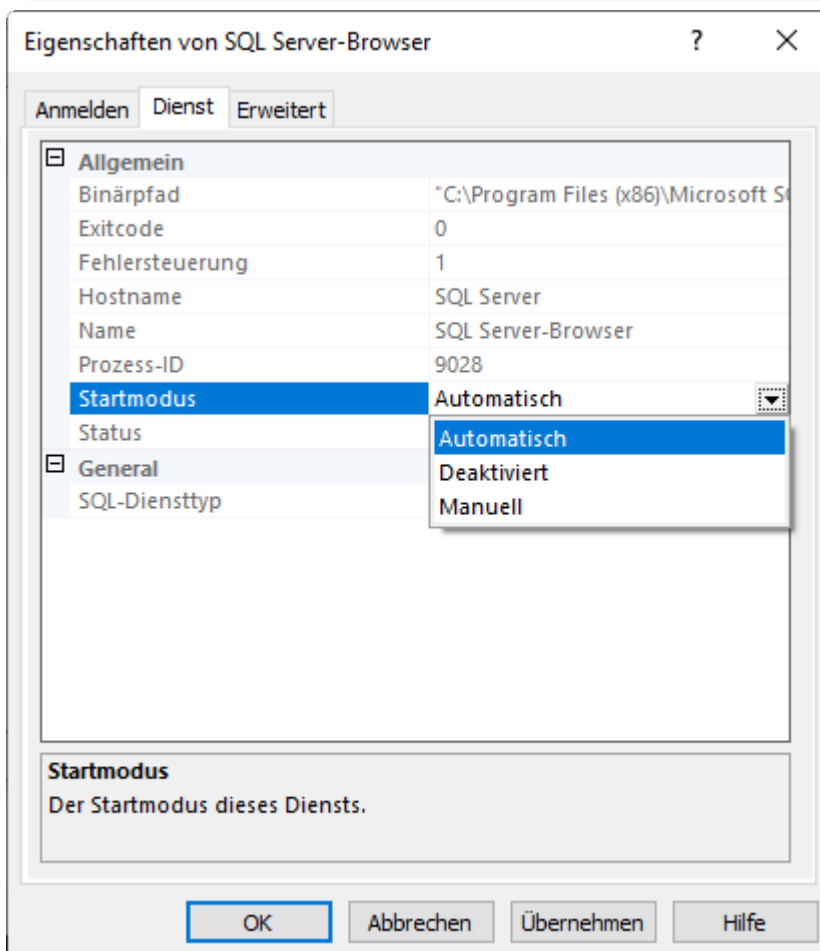 Eigenschaften von SQL Server-Browser ? ×
Anmelden Dienst Erweitert
Allgemein
Binärpfad "C:\Program Files (x86)\Microsoft
Exitcode 0
Fehlersteuerung 1
Hostname SQL Server
Name SQL Server-Browser
Prozess-ID 9028
Startmodus Automatisch
Status Automatisch
Deaktiviert
General
SQL-Diensttyp Manuell
Startmodus
Der Startmodus dieses Diensts.
OK Abbrechen Übernehmen Hilfe